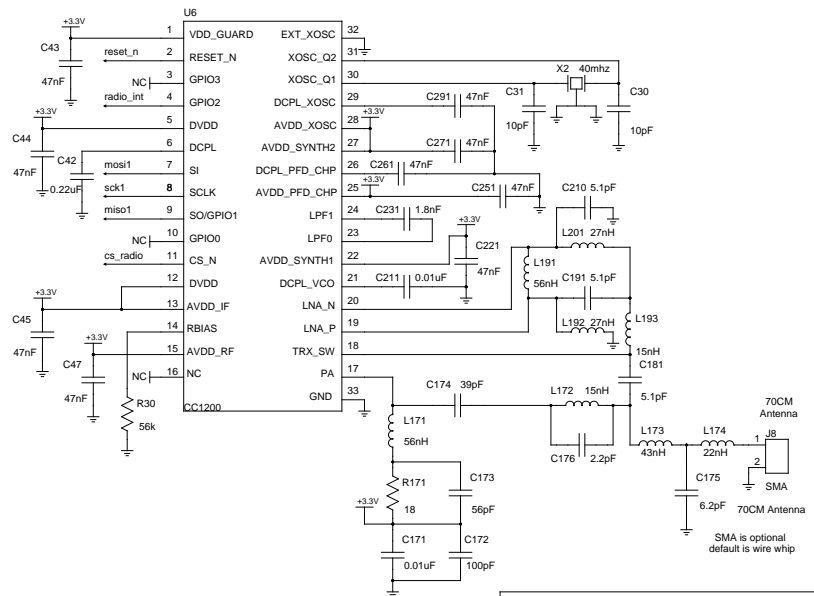 U6
CC1200
+3.3V
C43
47nF
reset_n
NC
radio_int
+3.3V
C44
47nF
C42
0.22uF
mosi1
sck1
miso1
NC
cs_radio
+3.3V
C45
47nF
+3.3V
C47
47nF
NC
R30
56k
1 VDD_GUARD
2 RESET_N
3 GPIO3
4 GPIO2
5 DVDD
6 DCPL
7 SI
8 SCLK
9 SO/GPIO1
10 GPIO0
11 CS_N
12 DVDD
13 AVDD_IF
14 RBIAS
15 AVDD_RF
16 NC
EXT_XOSC 32
XOSC_Q2 31
XOSC_Q1 30
DCPL_XOSC 29
AVDD_XOSC 28
AVDD_SYNTH2 27
DCPL_PFD_CHP 26
AVDD_PFD_CHP 25
LPF1 24
LPF0 23
AVDD_SYNTH1 22
DCPL_VCO 21
LNA_N 20
LNA_P 19
TRX_SW 18
PA 17
GND 33
X2 40mhz
C31
10pF
C30
10pF
C291 47nF
+3.3V
C271 47nF
C261 47nF
+3.3V
C251 47nF
C231 1.8nF
+3.3V
C221
47nF
C211 0.01uF
C210 5.1pF
L201 27nH
L191
56nH
C191 5.1pF
L192 27nH
L193
15nH
C181
5.1pF
C174 39pF
L172 15nH
C176 2.2pF
L171
56nH
R171
18
C173
56pF
+3.3V
C171
0.01uF
C172
100pF
L173
43nH
L174
22nH
C175
6.2pF
70CM
Antenna
J8
1
2
SMA
70CM Antenna
SMA is optional
default is wire whip